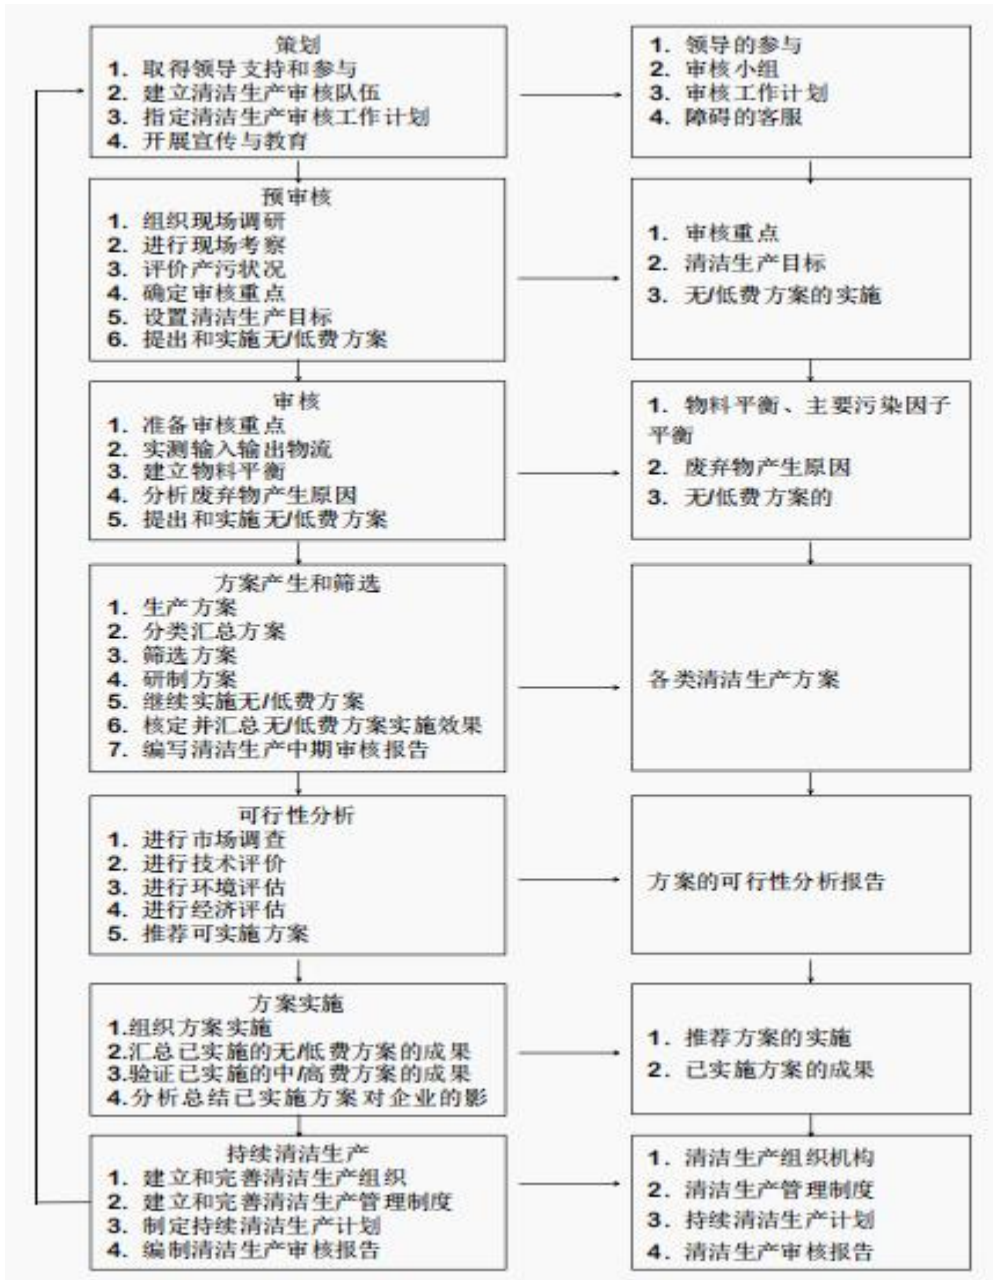 策划
1. 取得领导支持和参与
2. 建立清洁生产审核队伍
3. 指定清洁生产审核工作计划
4. 开展宣传与教育
1. 领导的参与
2. 审核小组
3. 审核工作计划
4. 障碍的客服
预审核
1. 组织现场调研
2. 进行现场考察
3. 评价产污状况
4. 确定审核重点
5. 设置清洁生产目标
6. 提出和实施无/低费方案
1. 审核重点
2. 清洁生产目标
3. 无/低费方案的实施
审核
1. 准备审核重点
2. 实测输入输出物流
3. 建立物料平衡
4. 分析废弃物产生原因
5. 提出和实施无/低费方案
1. 物料平衡、主要污染因子
平衡
2. 废弃物产生原因
3. 无/低费方案的
方案产生和筛选
1. 生产方案
2. 分类汇总方案
3. 筛选方案
4. 研制方案
5. 继续实施无/低费方案
6. 核定并汇总无/低费方案实施效果
7. 编写清洁生产中期审核报告
各类清洁生产方案
可行性分析
1. 进行市场调查
2. 进行技术评价
3. 进行环境评估
4. 进行经济评估
5. 推荐可实施方案
方案的可行性分析报告
方案实施
1.组织方案实施
2.汇总已实施的无/低费方案的成果
3.验证已实施的中/高费方案的成果
4.分析总结已实施方案对企业的影
1. 推荐方案的实施
2. 已实施方案的成果
持续清洁生产
1. 建立和完善清洁生产组织
2. 建立和完善清洁生产管理制度
3. 制定持续清洁生产计划
4. 编制清洁生产审核报告
1. 清洁生产组织机构
2. 清洁生产管理制度
3. 持续清洁生产计划
4. 清洁生产审核报告